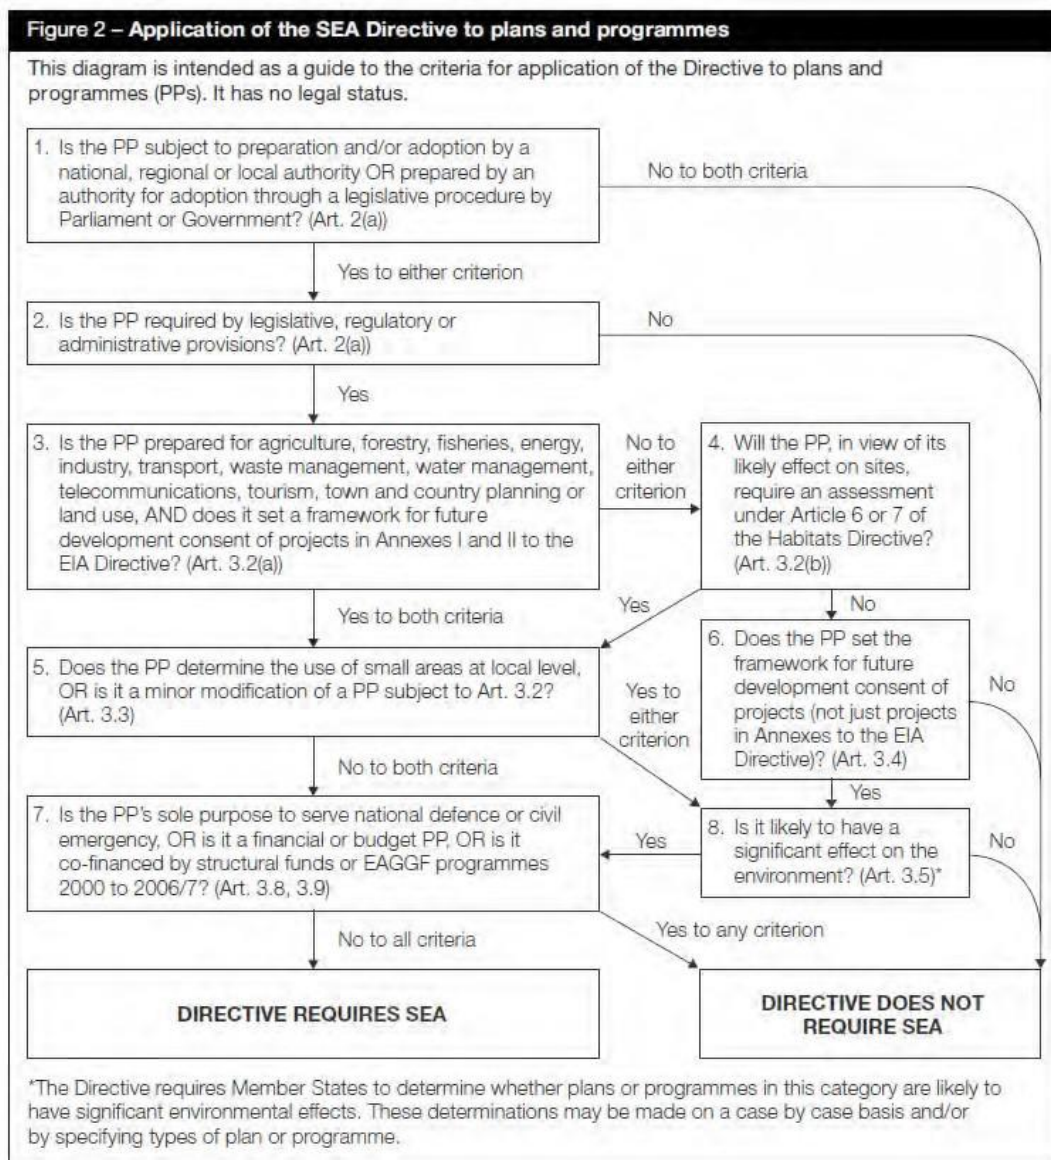 Figure 2 – Application of the SEA Directive to plans and programmes
This diagram is intended as a guide to the criteria for application of the Directive to plans and
programmes (PPs). It has no legal status.
1. Is the PP subject to preparation and/or adoption by a
national, regional or local authority OR prepared by an
authority for adoption through a legislative procedure by
Parliament or Government? (Art. 2(a))
No to both criteria
Yes to either criterion
2. Is the PP required by legislative, regulatory or
administrative provisions? (Art. 2(a))
No
Yes
3. Is the PP prepared for agriculture, forestry, fisheries, energy,
industry, transport, waste management, water management,
telecommunications, tourism, town and country planning or
land use, AND does it set a framework for future
development consent of projects in Annexes I and II to the
EIA Directive? (Art. 3.2(a))
No to
either
criterion
4. Will the PP, in view of its
likely effect on sites,
require an assessment
under Article 6 or 7 of
the Habitats Directive?
(Art. 3.2(b))
Yes to both criteria
Yes
No
5. Does the PP determine the use of small areas at local level,
OR is it a minor modification of a PP subject to Art. 3.2?
(Art. 3.3)
Yes to
either
criterion
6. Does the PP set the
framework for future
development consent of
projects (not just projects
in Annexes to the EIA
Directive)? (Art. 3.4)
No
No to both criteria
Yes
7. Is the PP's sole purpose to serve national defence or civil
emergency, OR is it a financial or budget PP, OR is it
co-financed by structural funds or EAGGF programmes
2000 to 2006/7? (Art. 3.8, 3.9)
Yes
8. Is it likely to have a
significant effect on the
environment? (Art. 3.5)*
No
No to all criteria
Yes to any criterion
DIRECTIVE REQUIRES SEA
DIRECTIVE DOES NOT
REQUIRE SEA
*The Directive requires Member States to determine whether plans or programmes in this category are likely to
have significant environmental effects. These determinations may be made on a case by case basis and/or
by specifying types of plan or programme.